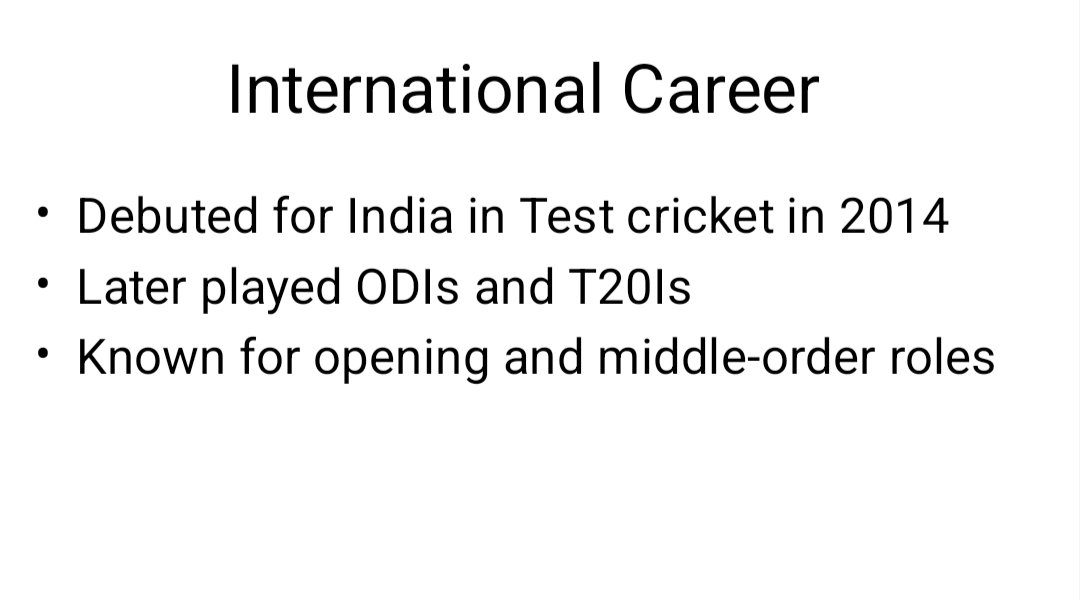 International Career
• Debuted for India in Test cricket in 2014
• Later played ODIs and T20Is
• Known for opening and middle-order roles